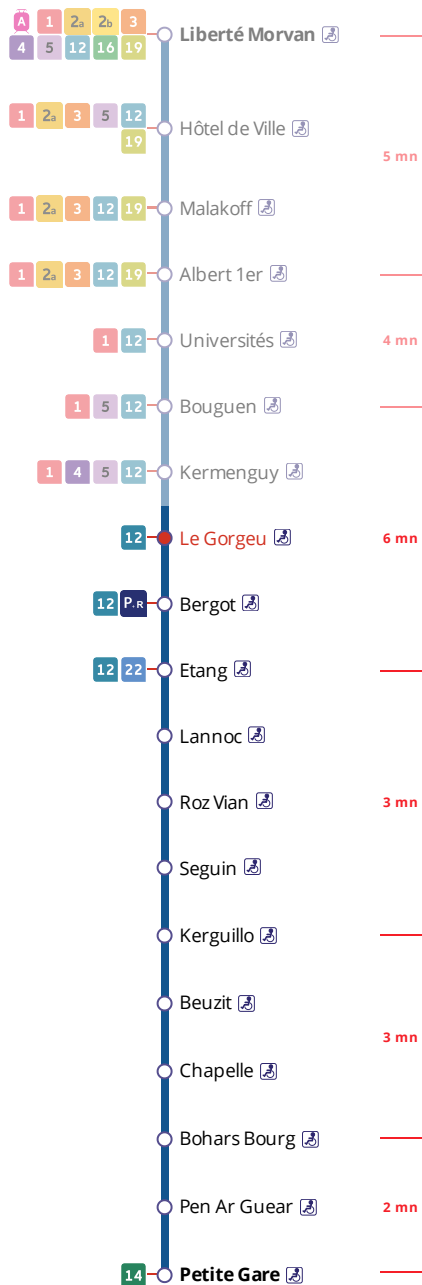 A 1 2a 2b 3
4 5 12 16 19
Liberté Morvan
1 2a 3 5 12
19
Hôtel de Ville
5 mn
1 2a 3 12 19 Malakoff
1 2a 3 12 19 Albert 1er
1 12 Universités 4 mn
1 5 12 Bouguen
1 4 5 12 Kermenguy
12 Le Gorgeu 6 mn
12 P.R Bergot
12 22 Etang
Lannoc
Roz Vian 3 mn
Seguin
Kerguillo
Beuzit
3 mn
Chapelle
Bohars Bourg
Pen Ar Guear 2 mn
14 Petite Gare